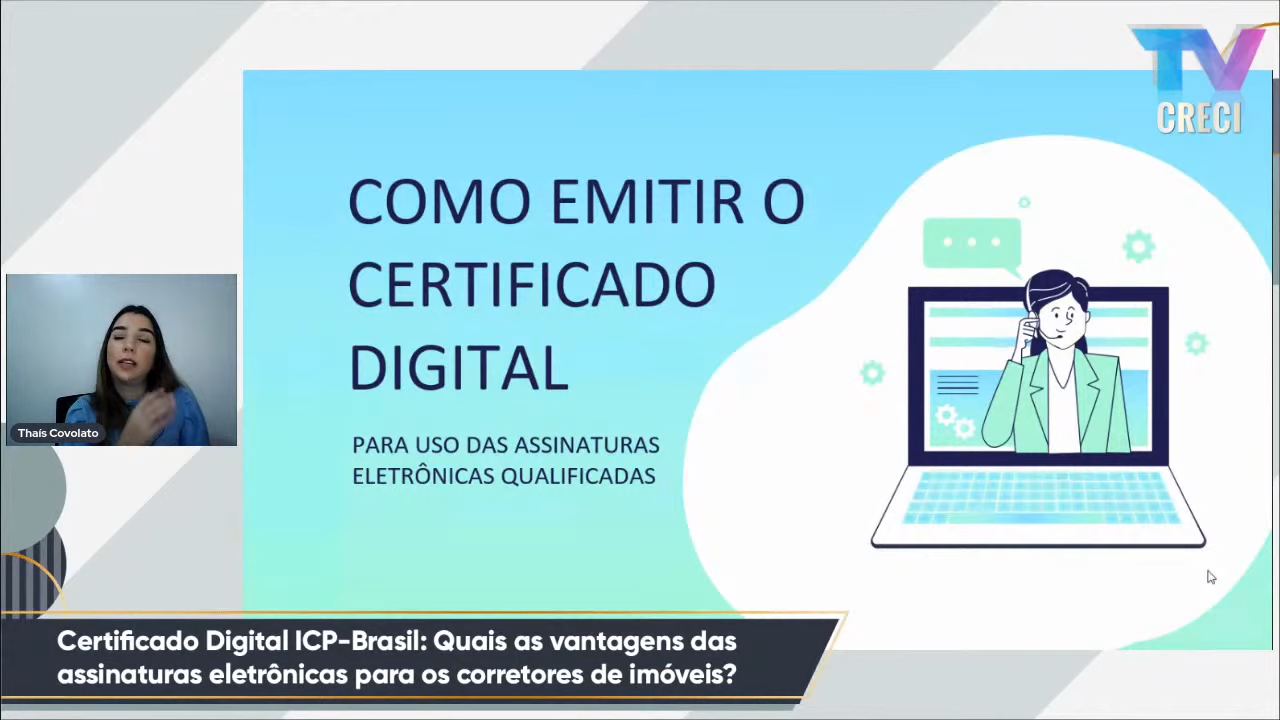 TV
CRECI
COMO EMITIR O
CERTIFICADO
DIGITAL
PARA USO DAS ASSINATURAS
ELETRÔNICAS QUALIFICADAS
Thaís Covolato
Certificado Digital ICP-Brasil: Quais as vantagens das
assinaturas eletrônicas para os corretores de imóveis?